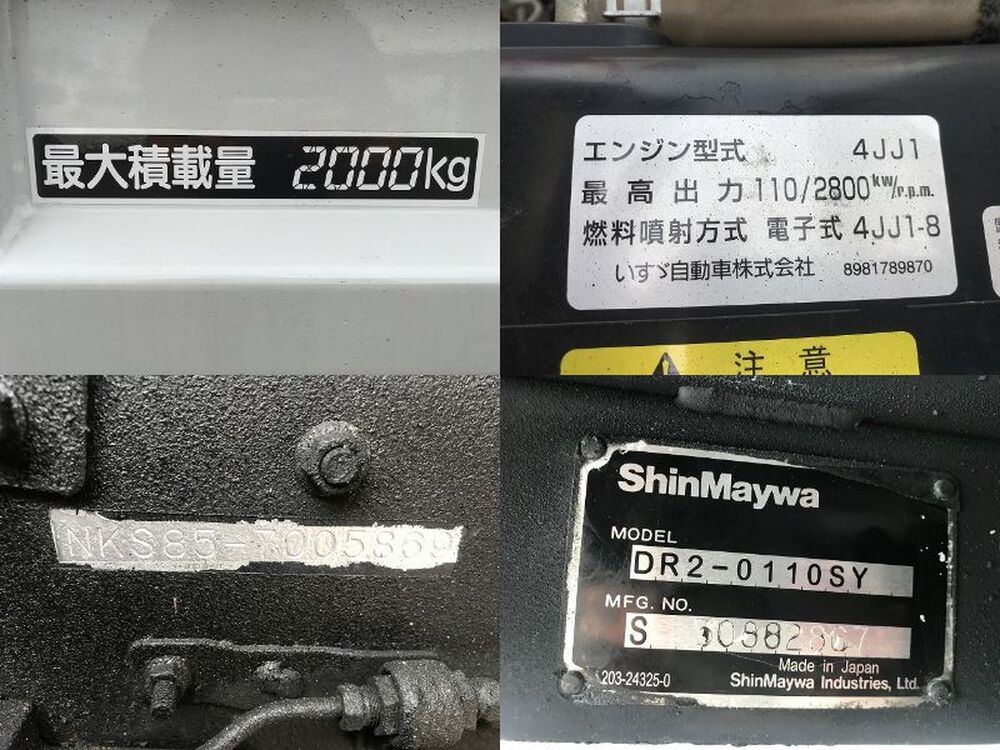 最大積載量 2000kg
エンジン型式 4JJ1
最高出力 110/2800kW/r.p.m.
燃料噴射方式 電子式 4JJ1-8
いすゞ自動車株式会社 8981789870
注意
NKS85-7005869
ShinMaywa
MODEL
DR2-0110SY
MFG. NO.
S
Made in Japan
203-24325-0 ShinMaywa Industries, Ltd.